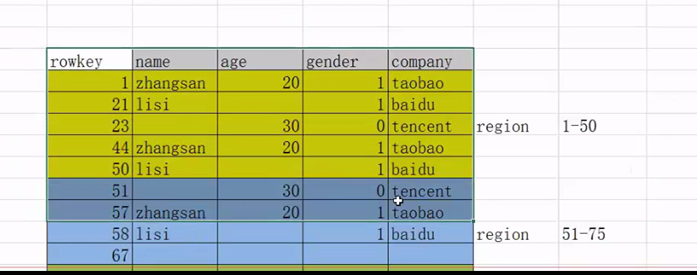 rowkey name age gender company
1 zhangsan 20 1 taobao
21 lisi 1 baidu
23 30 0 tencent region 1-50
44 zhangsan 20 1 taobao
50 lisi 1 baidu
51 30 0 tencent
57 zhangsan 20 1 taobao
58 lisi 1 baidu region 51-75
67